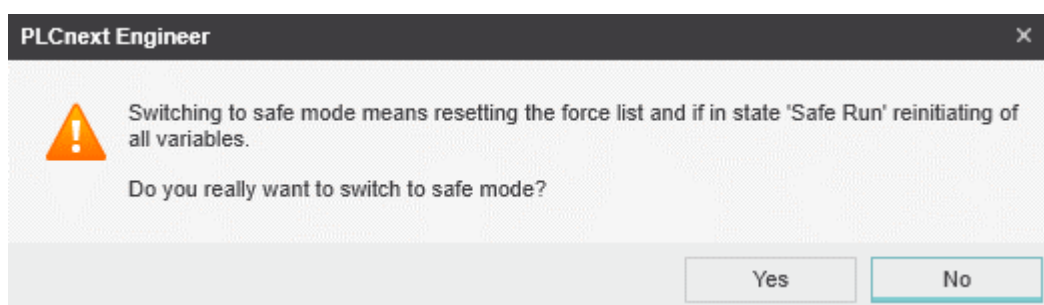 PLCnext Engineer
Switching to safe mode means resetting the force list and if in state 'Safe Run' reinitiating of
all variables.
Do you really want to switch to safe mode?
Yes
No